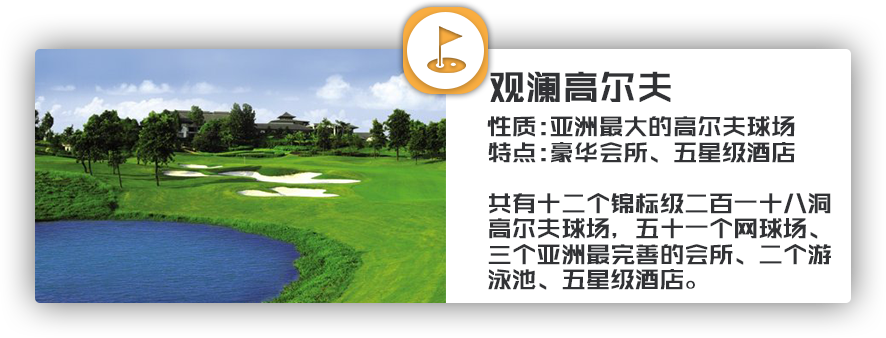 观澜高尔夫
性质:亚洲最大的高尔夫球场
特点:豪华会所、五星级酒店
共有十二个锦标级二百一十八洞
高尔夫球场，五十一个网球场、
三个亚洲最完善的会所、二个游
泳池、五星级酒店。